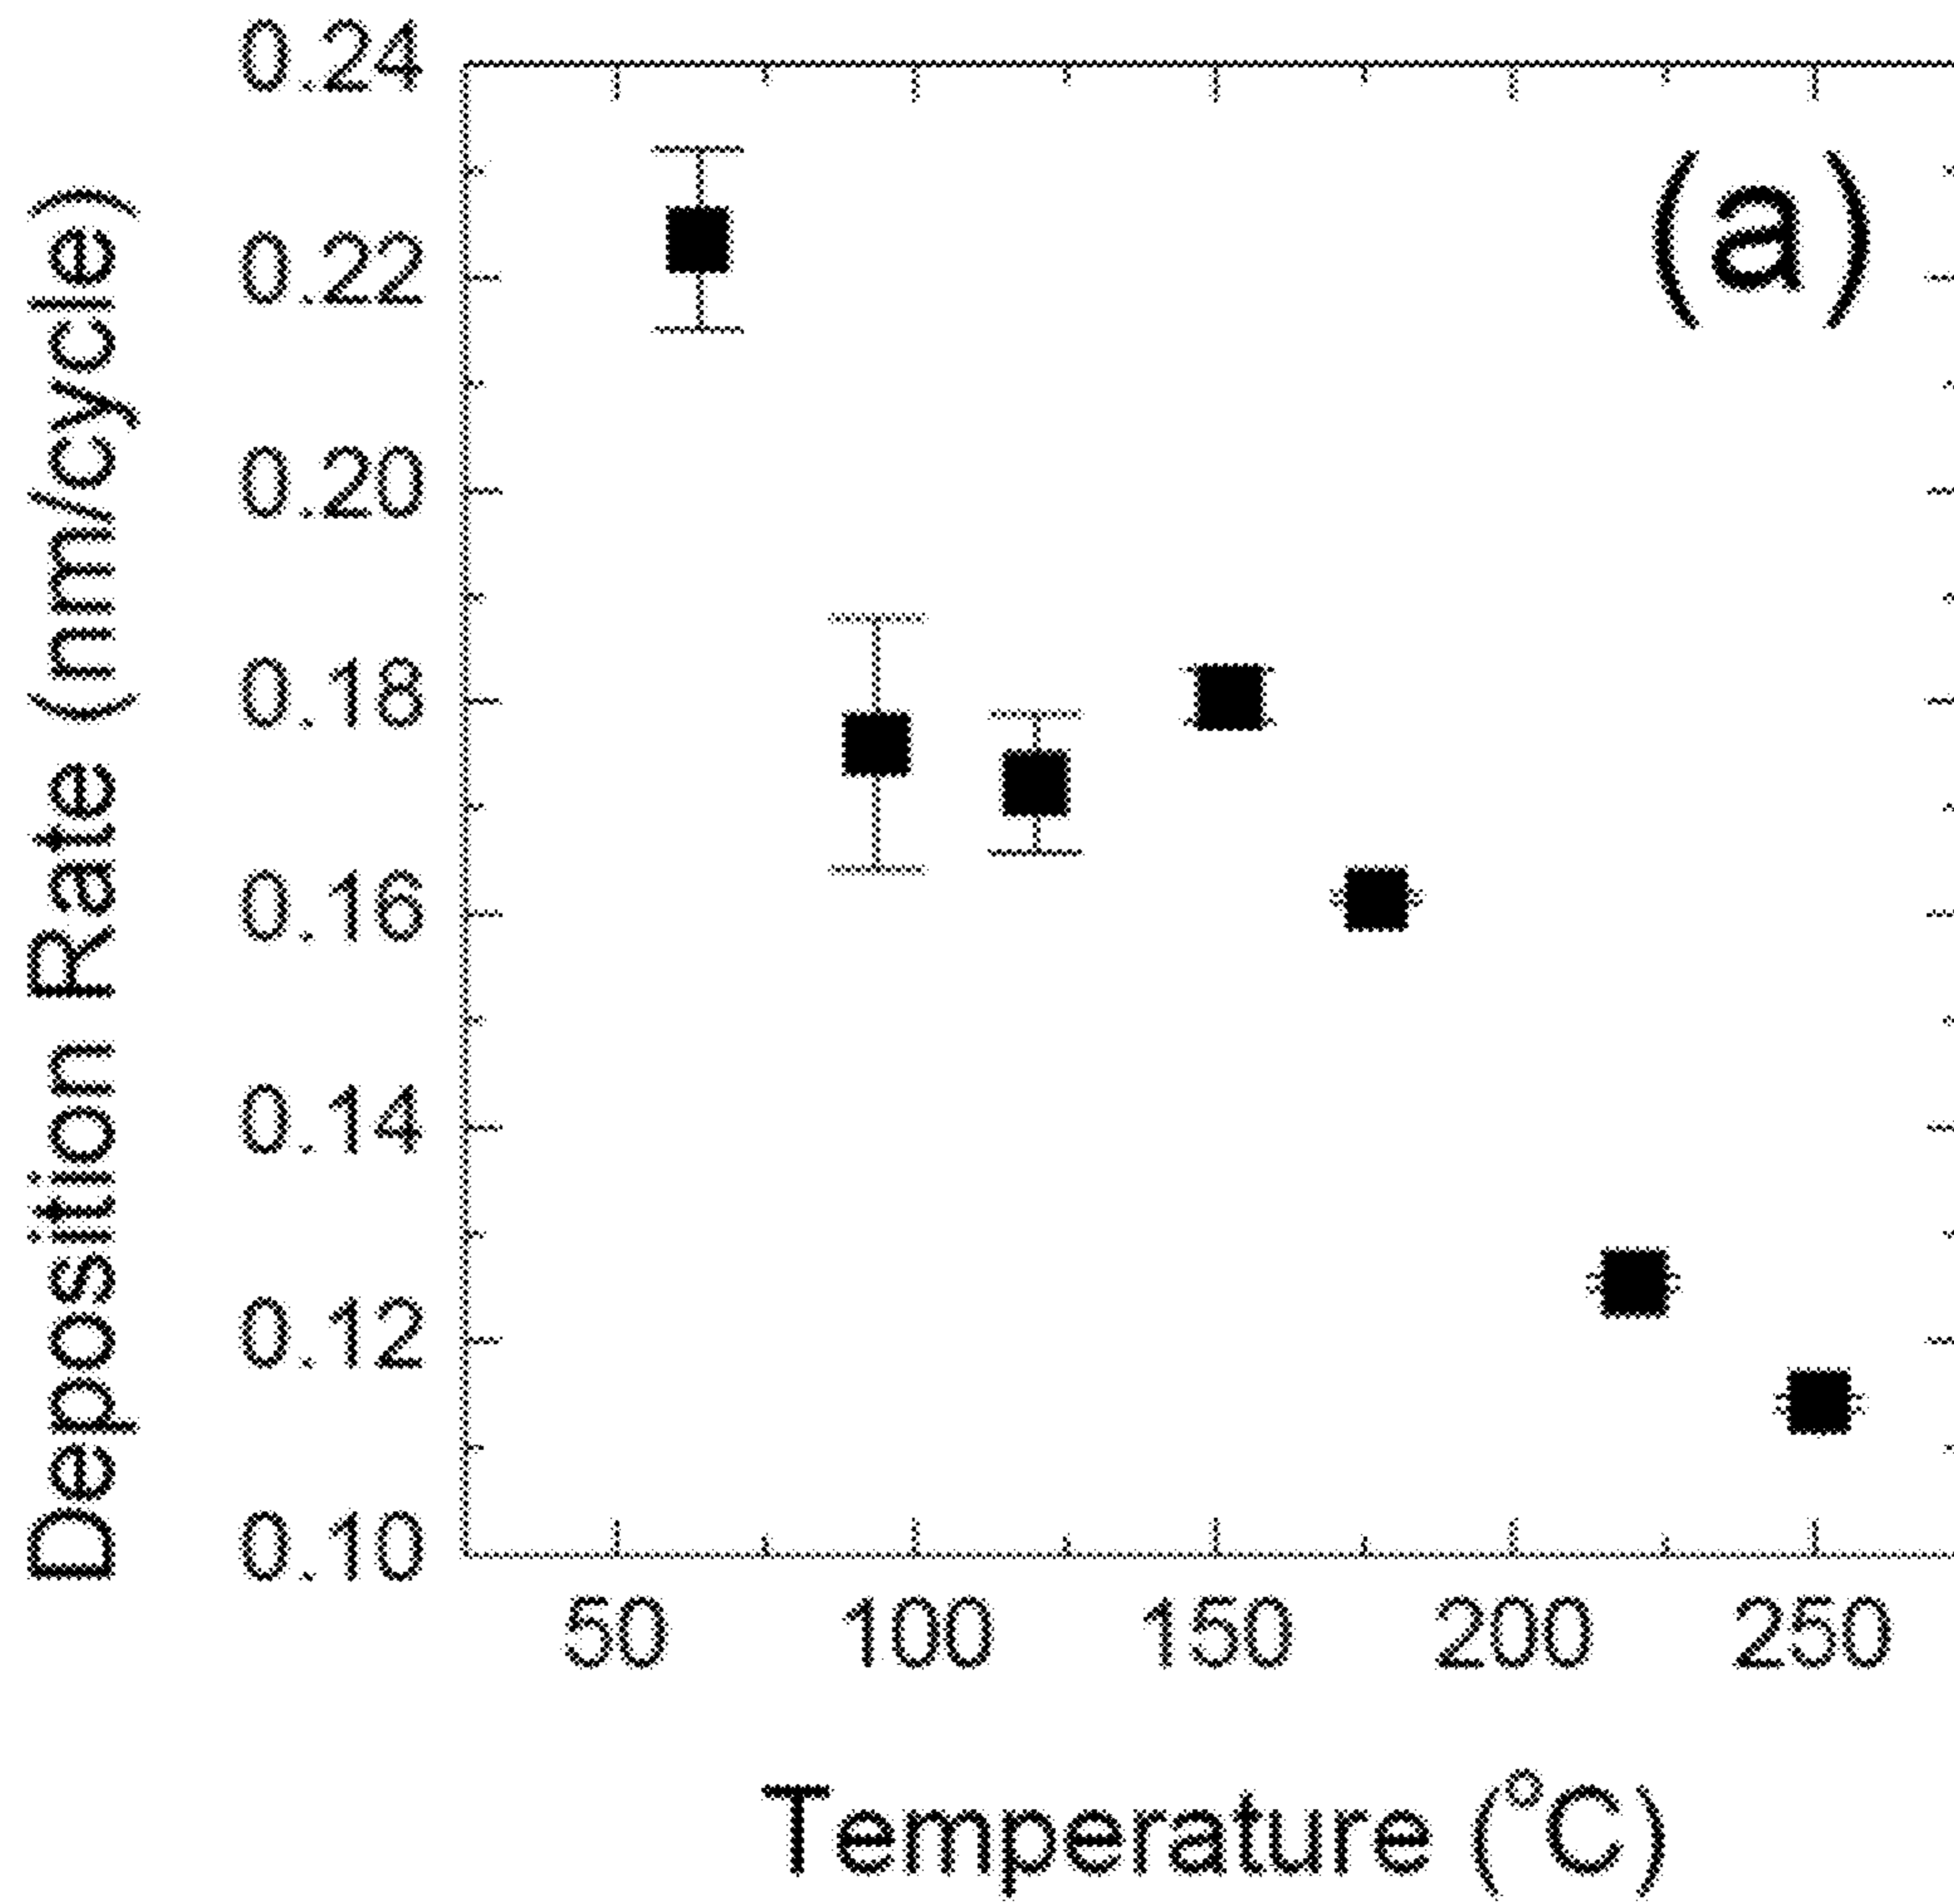 Deposition Rate (nm/cycle)
0.24
0.22
0.20
0.18
0.16
0.14
0.12
0.10
(a)
50 100 150 200 250
Temperature (°C)